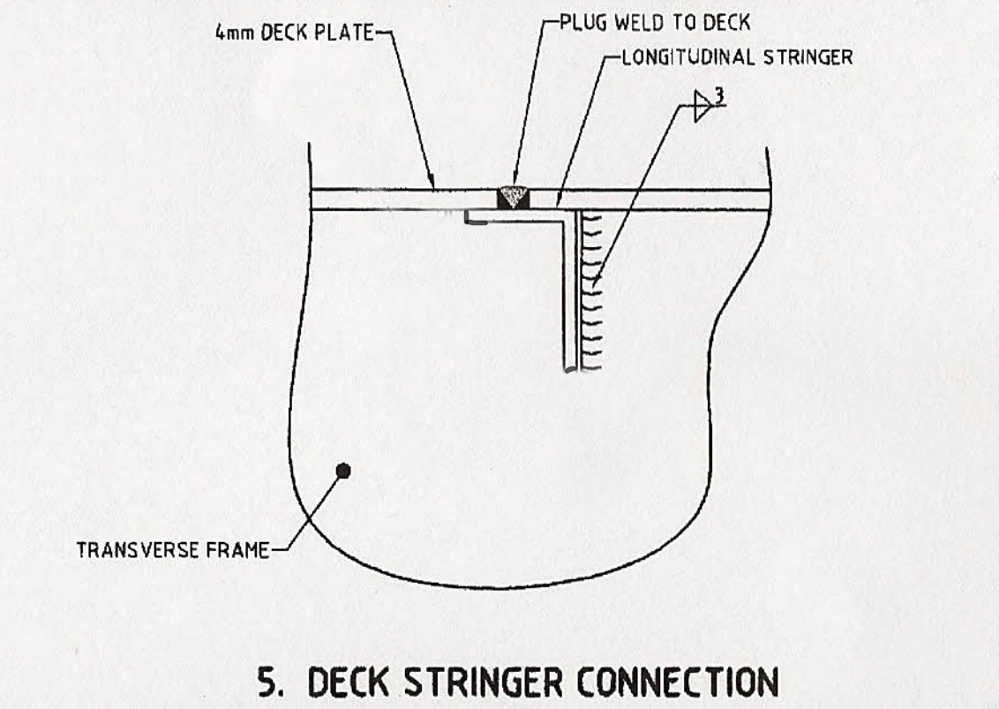 4mm DECK PLATE
PLUG WELD TO DECK
LONGITUDINAL STRINGER
3
TRANSVERSE FRAME
5. DECK STRINGER CONNECTION